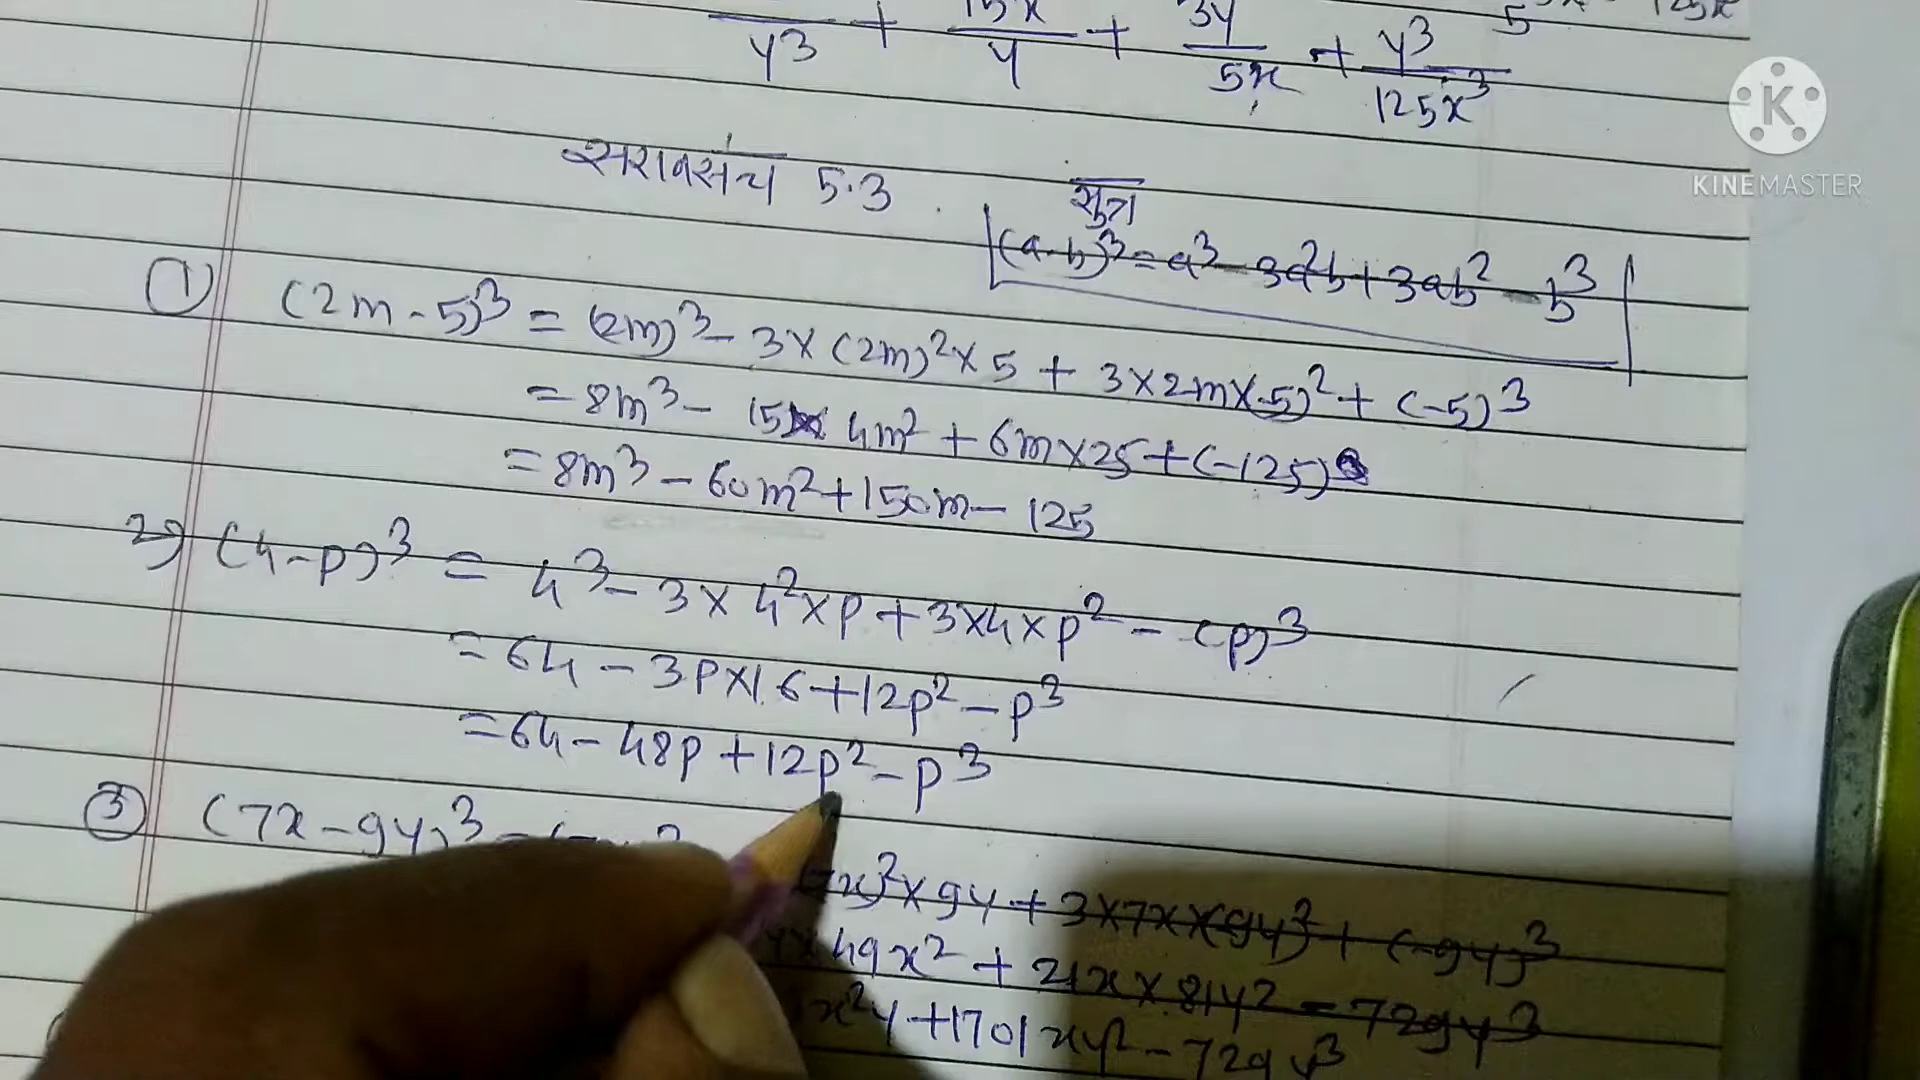 y3 + 15x/y + 3y/5x + y³/125x³
सरावसंच 5.3
सूत्र
(a-b)³ = a³ - 3a²b + 3ab² - b³
① (2m - 5)³ = (2m)³ - 3×(2m)²×5 + 3×2m×(-5)² + (-5)³
= 8m³ - 15× 4m² + 6m×25 + (-125)
= 8m³ - 60m² + 150m - 125
2) (4-p)³ = 4³ - 3×4²×p + 3×4×p² - (p)³
= 64 - 3p×16 + 12p² - p³
= 64 - 48p + 12p² - p³
③ (7x - 9y)³ x)²×9y + 3×7x×(9y)² + (-9y)³
49x² + 21x×81y² - 729y³
x²y + 1701xy² - 729y³
KINEMASTER